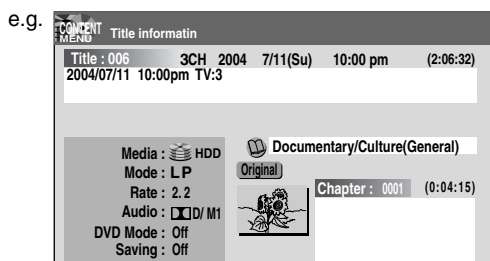 e.g.
CONTENT MENU Title informatin
Title : 006 3CH 2004 7/11(Su) 10:00 pm (2:06:32)
2004/07/11 10:00pm TV:3
Media : HDD
Documentary/Culture(General)
Mode : LP
Original
Rate : 2.2
Chapter : 0001 (0:04:15)
Audio : D/ M1
DVD Mode : Off
Saving : Off